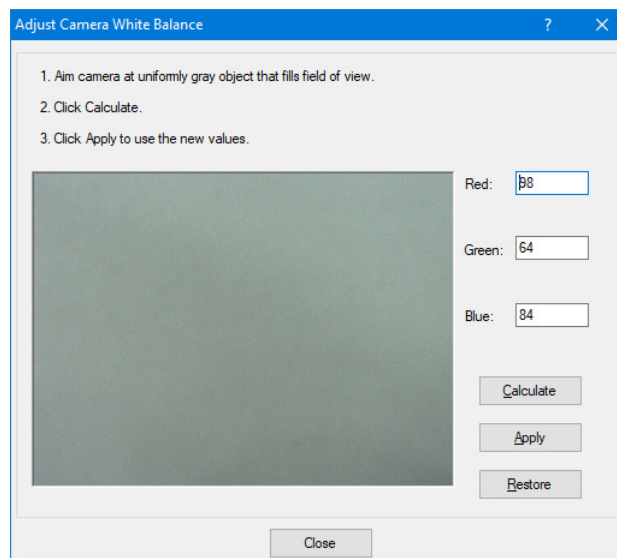 Adjust Camera White Balance ? ×
1. Aim camera at uniformly gray object that fills field of view.
2. Click Calculate.
3. Click Apply to use the new values.
Red: 98
Green: 64
Blue: 84
Calculate
Apply
Restore
Close